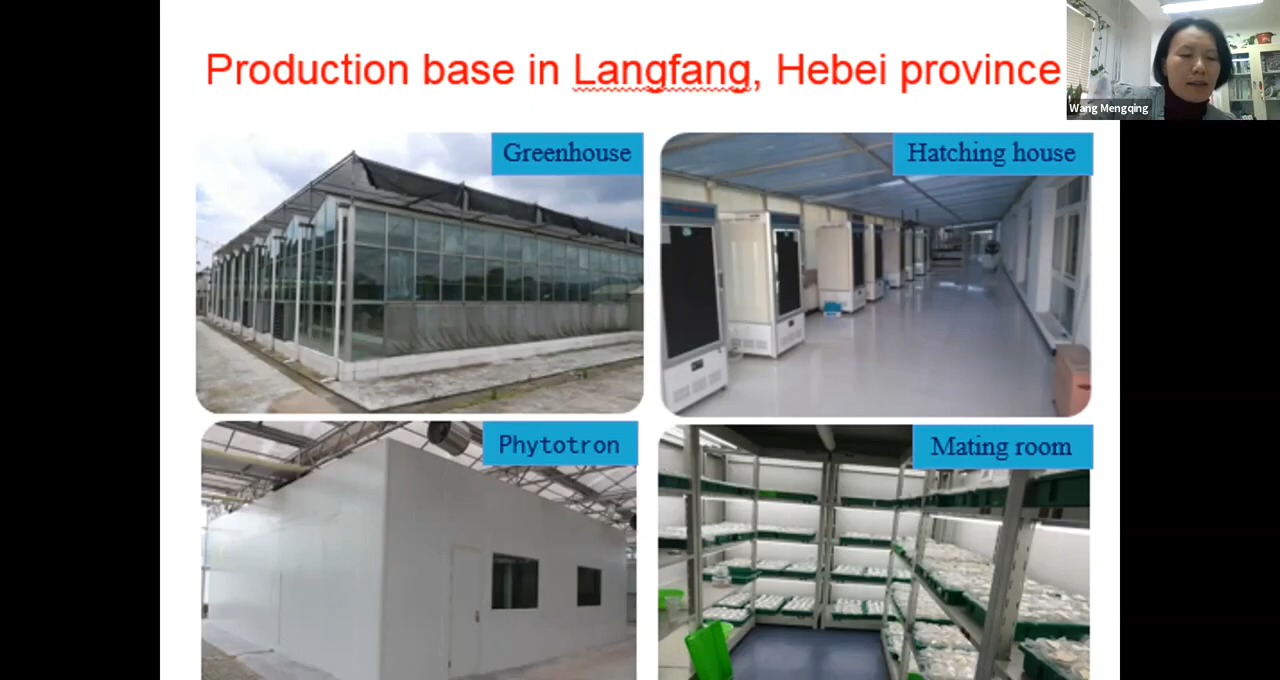 Production base in Langfang, Hebei province
Wang Mengqing
Greenhouse
Hatching house
Phytotron
Mating room